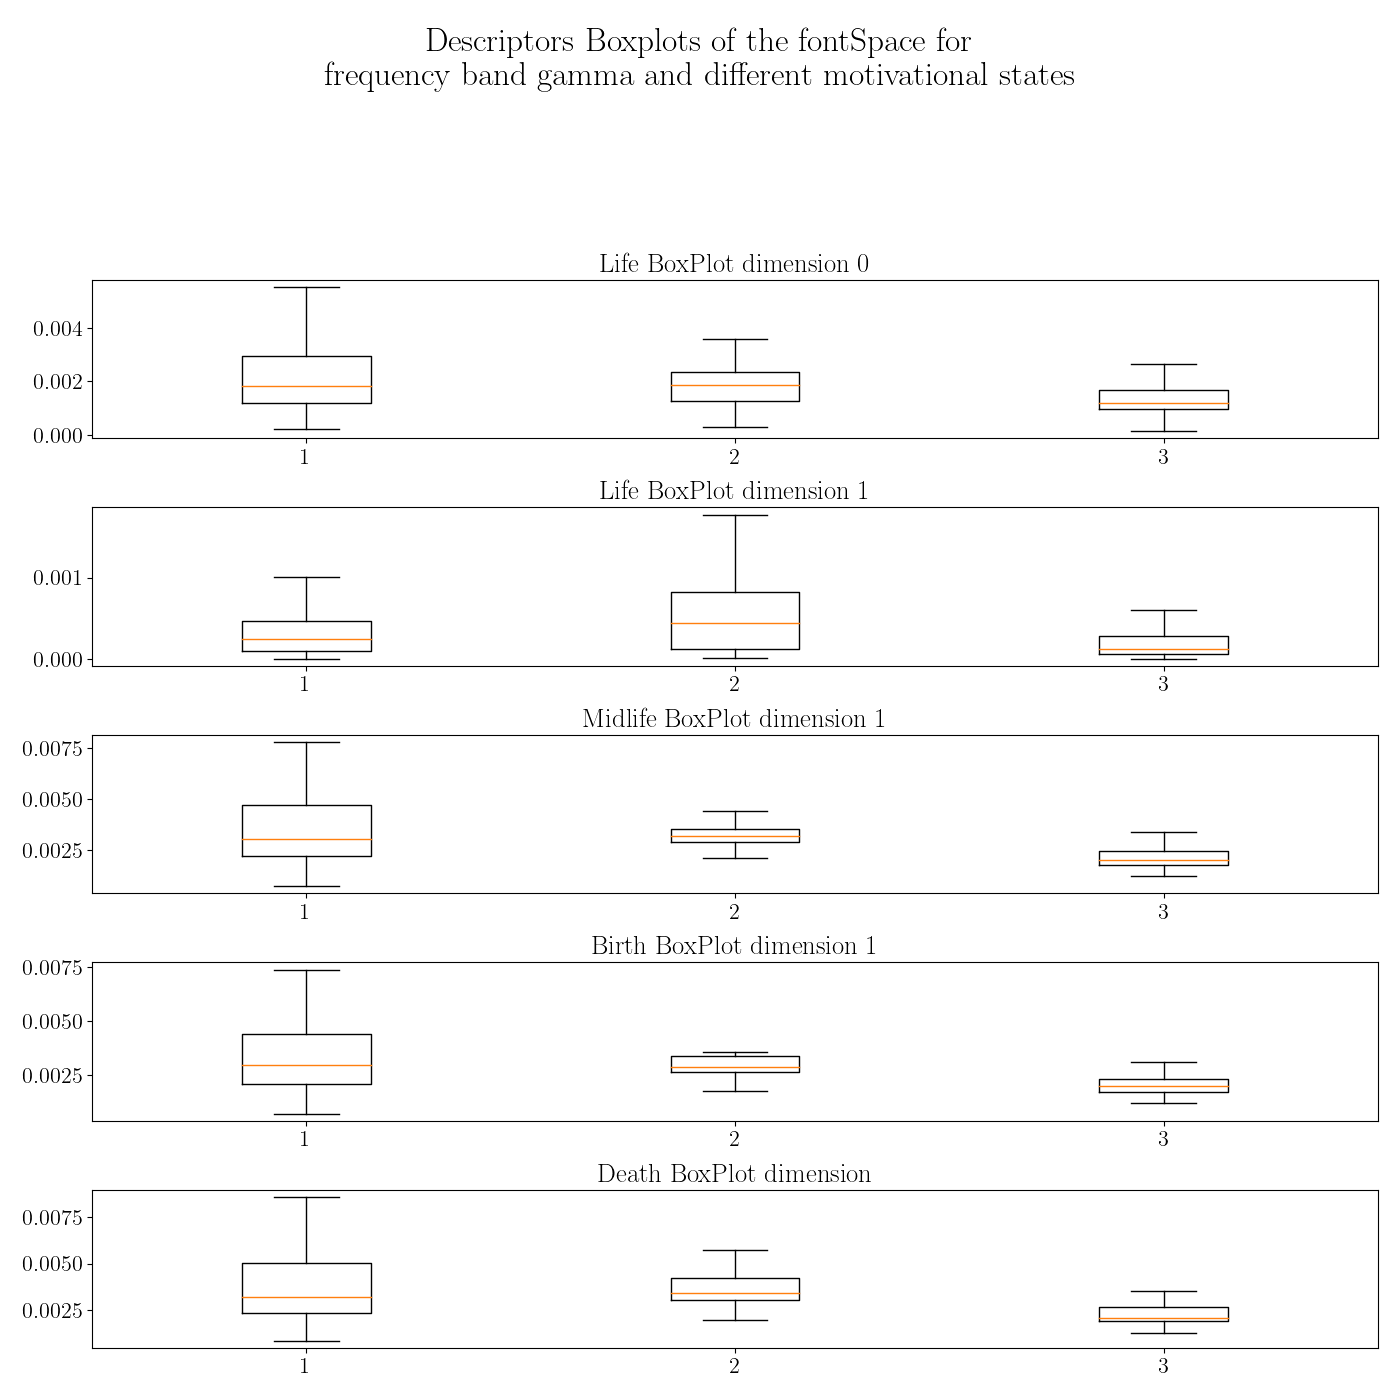 Descriptors Boxplots of the fontSpace for
frequency band gamma and different motivational states
Life BoxPlot dimension 0
0.004
0.002
0.000
1 2 3
Life BoxPlot dimension 1
0.001
0.000
1 2 3
Midlife BoxPlot dimension 1
0.0075
0.0050
0.0025
1 2 3
Birth BoxPlot dimension 1
0.0075
0.0050
0.0025
1 2 3
Death BoxPlot dimension
0.0075
0.0050
0.0025
1 2 3